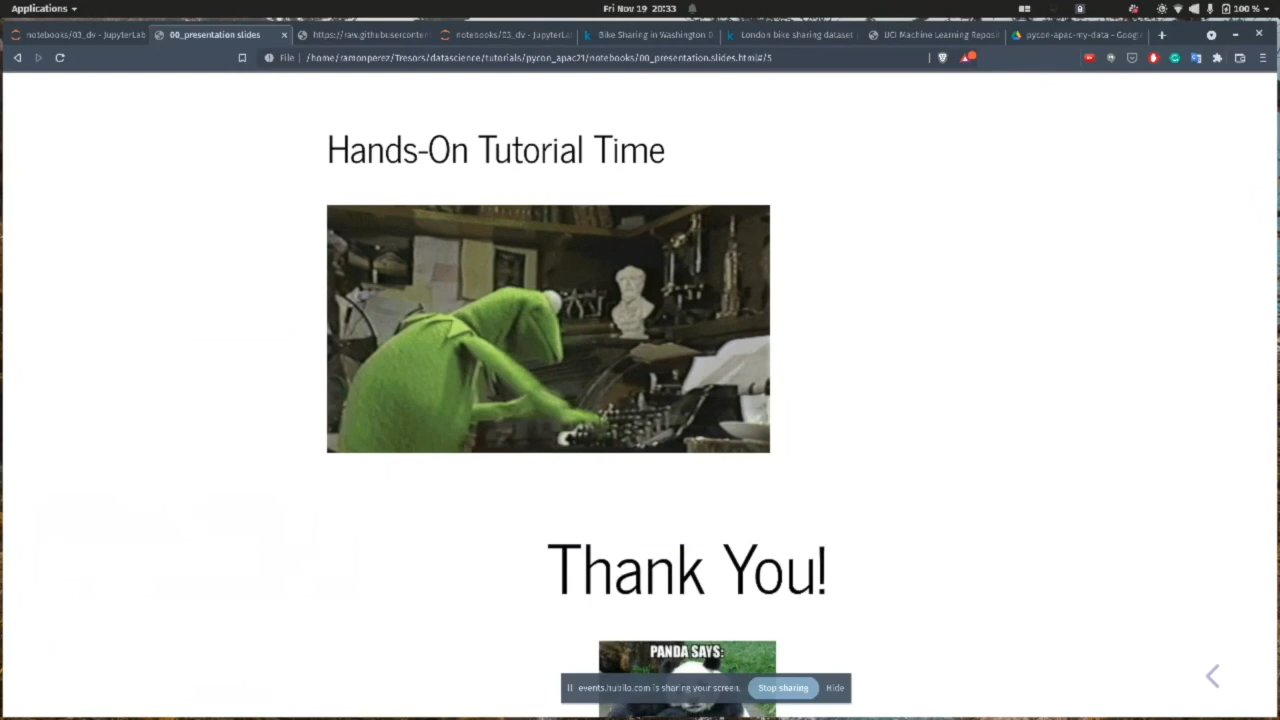 Applications
Fri Nov 19 20:33
100 %
notebooks/03_dv - JupyterLab
00_presentation slides
https://raw.githubuserconten
notebooks/03_dv - JupyterLa
Bike Sharing in Washington D
London bike sharing dataset
UCI Machine Learning Reposi
pycon-apac-my-data - Googl
File
/home/ramonperez/Tresors/datascience/tutorials/pycon_apac21/notebooks/00_presentation.slides.html#/5
Hands-On Tutorial Time
Thank You!
PANDA SAYS:
events.hubilo.com is sharing your screen.
Stop sharing
Hide